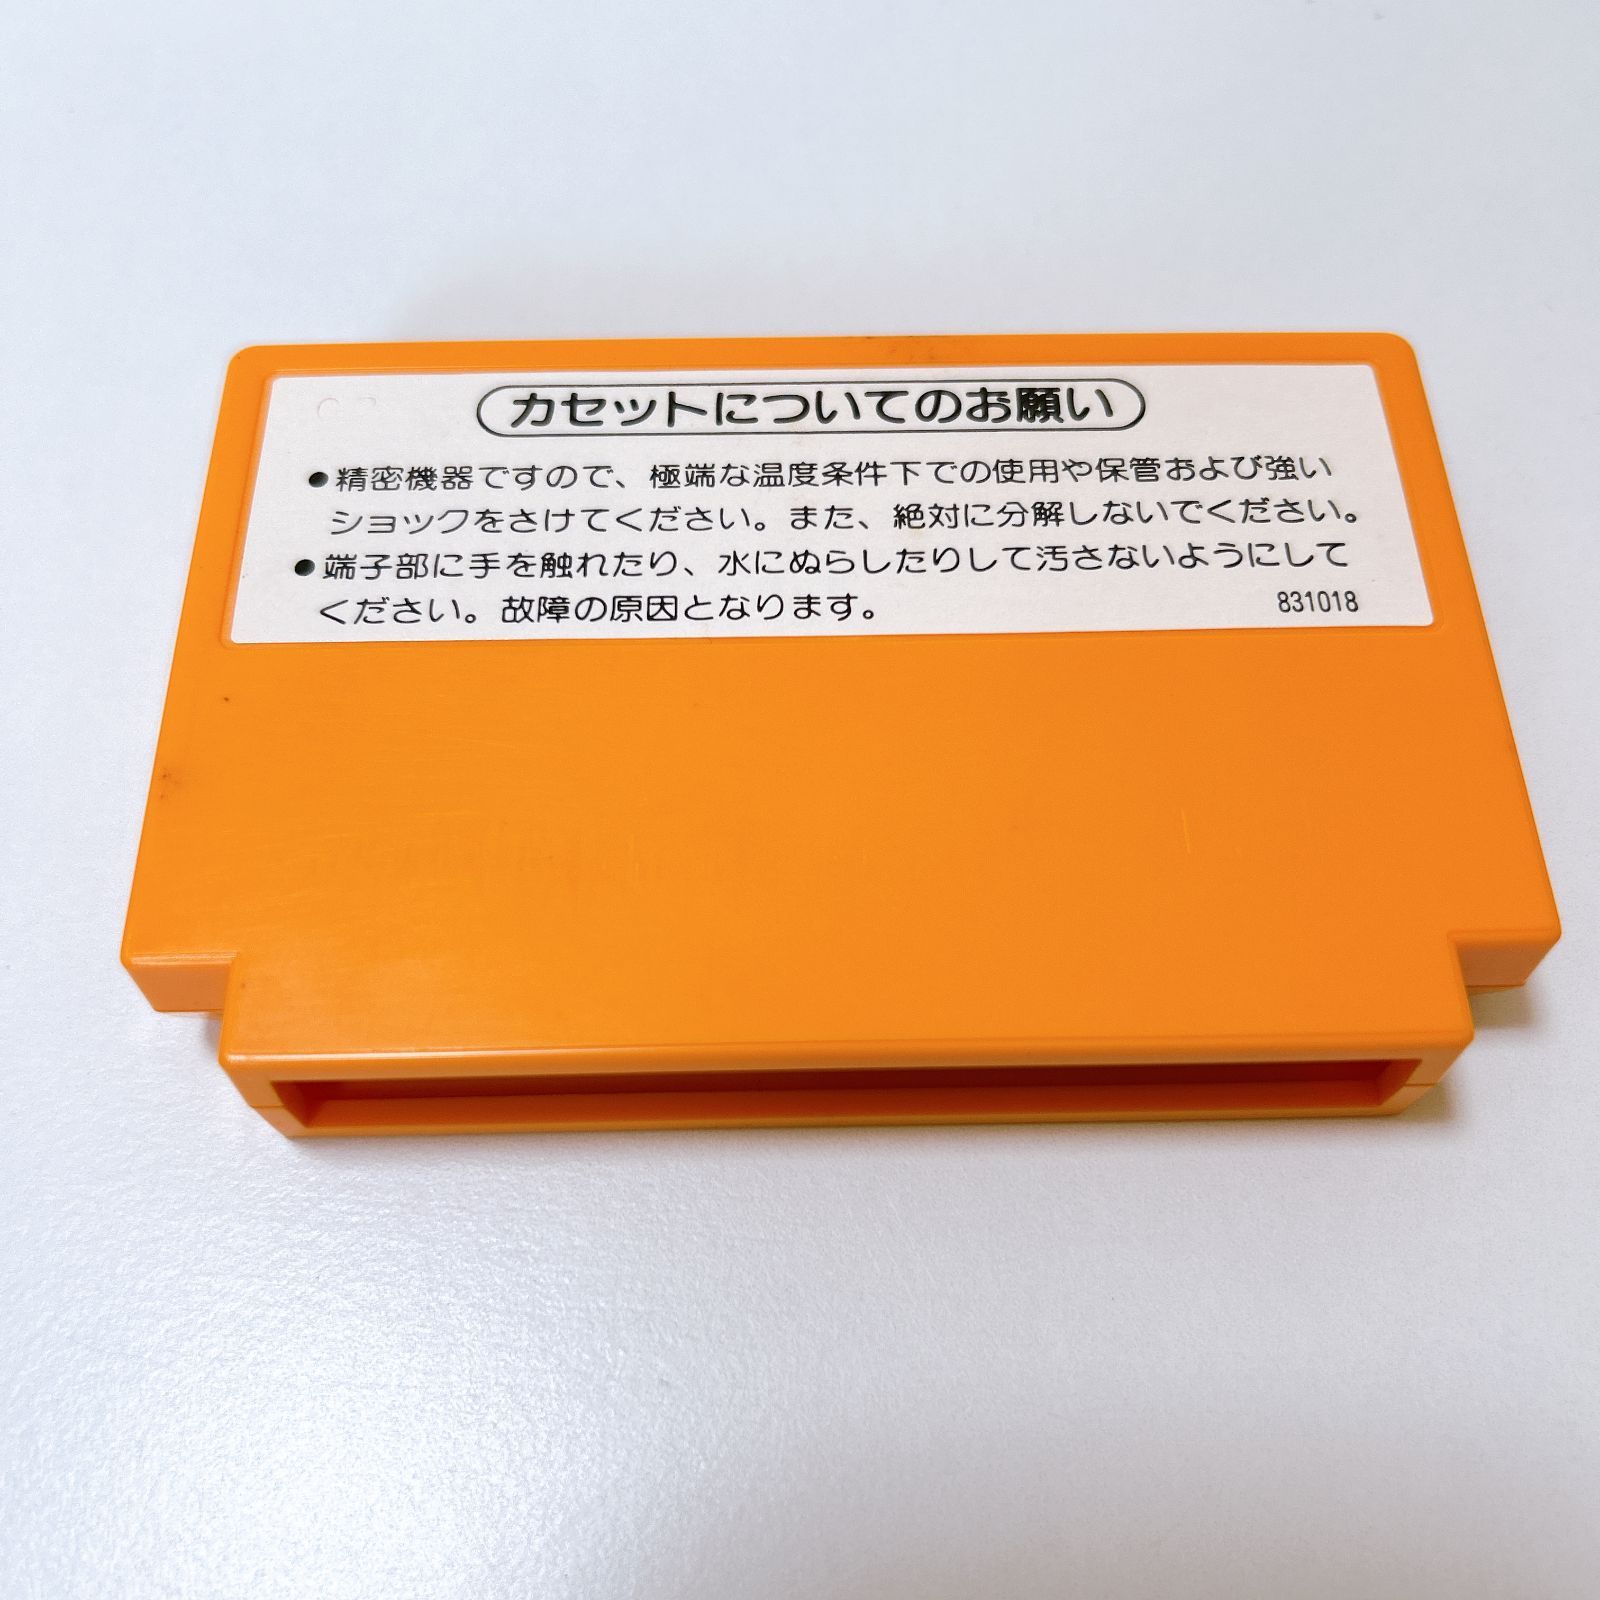 カセットについてのお願い
●精密機器ですので、極端な温度条件下での使用や保管および強い
ショックをさけてください。また、絶対に分解しないでください。
●端子部に手を触れたり、水にぬらしたりして汚さないようにして
ください。故障の原因となります。
831018